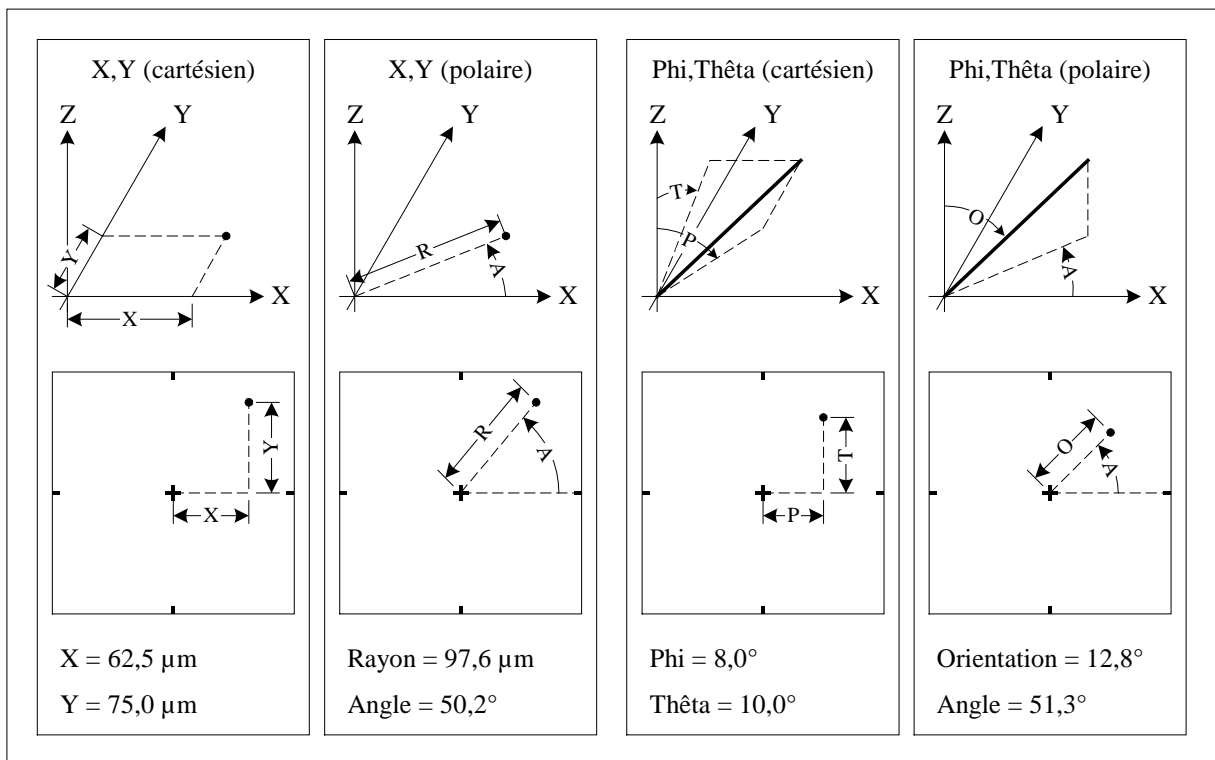 X,Y (cartésien)
Z
Y
Y
X
X
Y
X
X = 62,5 µm
Y = 75,0 µm
X,Y (polaire)
Z
Y
R
A
X
R
A
Rayon = 97,6 µm
Angle = 50,2°
Phi,Thêta (cartésien)
Z
Y
T
P
X
T
P
Phi = 8,0°
Thêta = 10,0°
Phi,Thêta (polaire)
Z
Y
O
A
X
O
A
Orientation = 12,8°
Angle = 51,3°